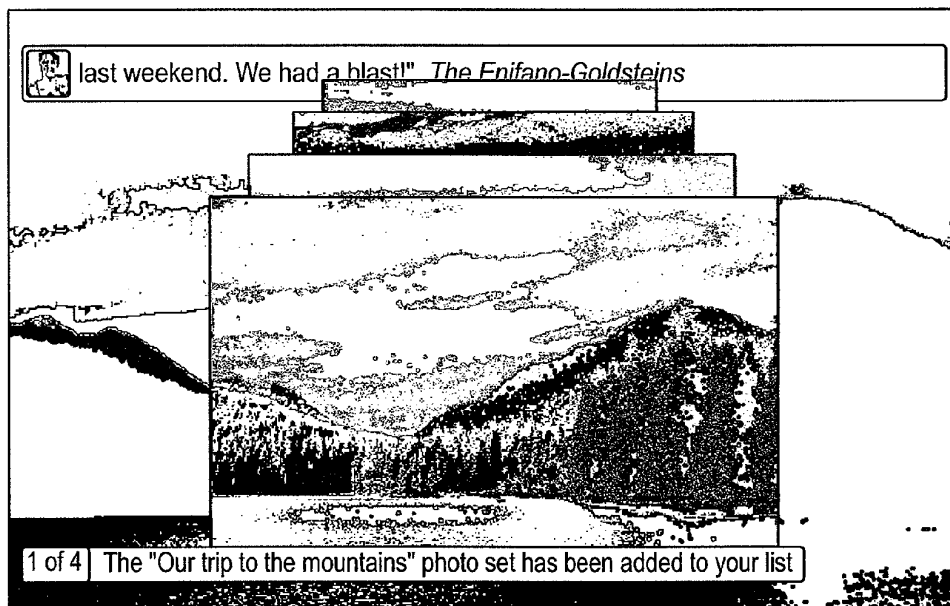 last weekend. We had a blast!" The Enifano-Goldsteins
1 of 4 The "Our trip to the mountains" photo set has been added to your list